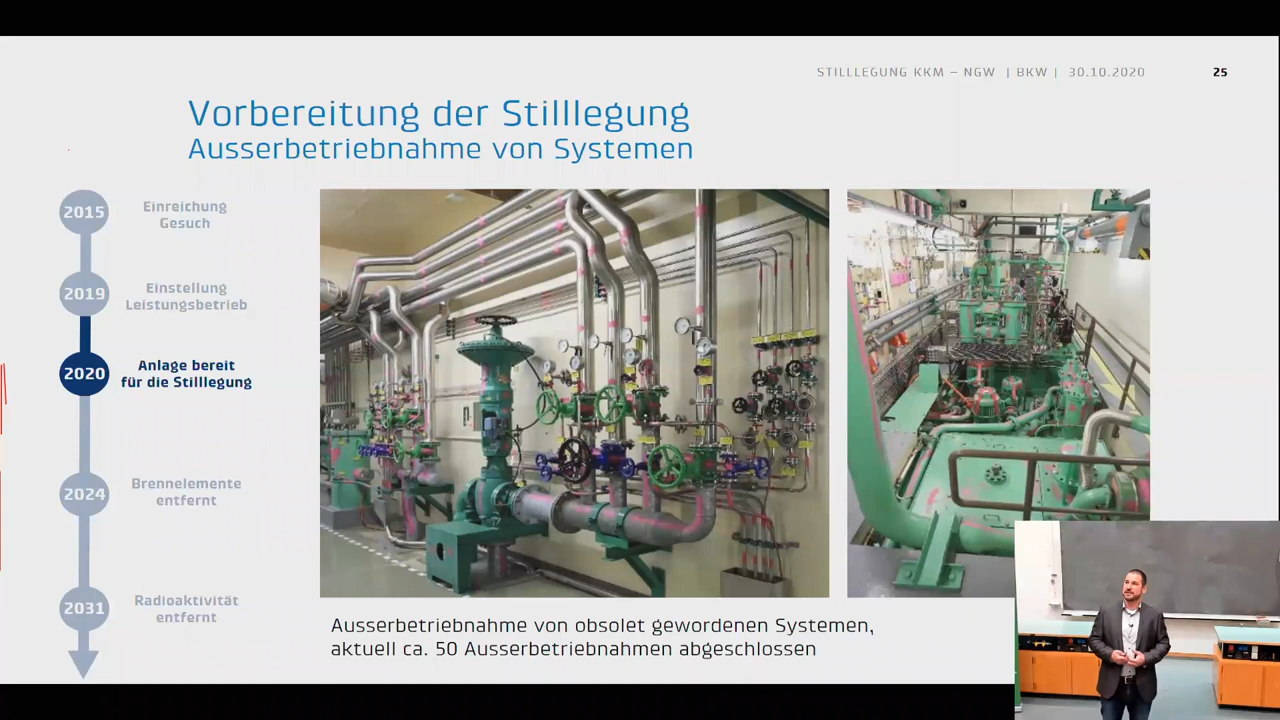 STILLLEGUNG KKM – NGW | BKW | 30.10.2020 25
Vorbereitung der Stilllegung
Ausserbetriebnahme von Systemen
2015 Einreichung
Gesuch
2019 Einstellung
Leistungsbetrieb
2020 Anlage bereit
für die Stilllegung
2024 Brennelemente
entfernt
2031 Radioaktivität
entfernt
Ausserbetriebnahme von obsolet gewordenen Systemen,
aktuell ca. 50 Ausserbetriebnahmen abgeschlossen